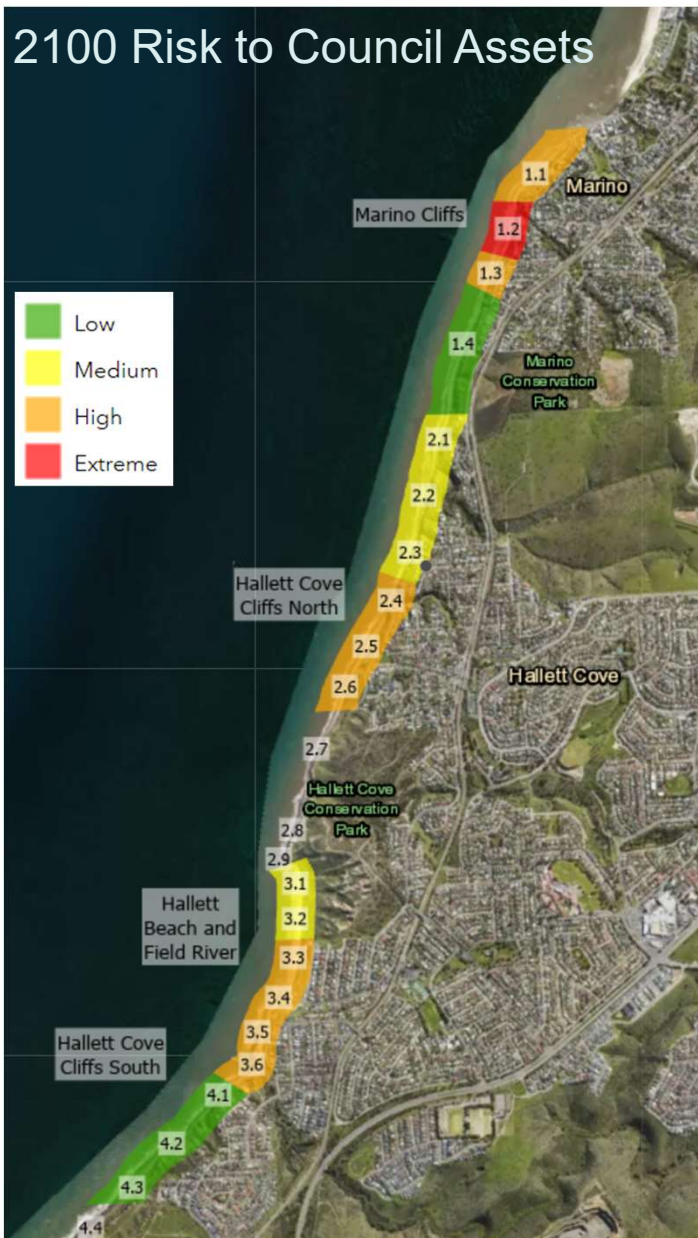 2100 Risk to Council Assets
1.1
Marino
Marino Cliffs
1.2
1.3
Low
Medium
High
Extreme
1.4
Marino
Conservation
Park
2.1
2.2
2.3
Hallett Cove
Cliffs North
2.4
2.5
Hallett Cove
2.6
2.7
Hallett Cove
Conservation
Park
2.8
2.9
3.1
Hallett
Beach and
Field River
3.2
3.3
3.4
3.5
Hallett Cove
Cliffs South
3.6
4.1
4.2
4.3
4.4